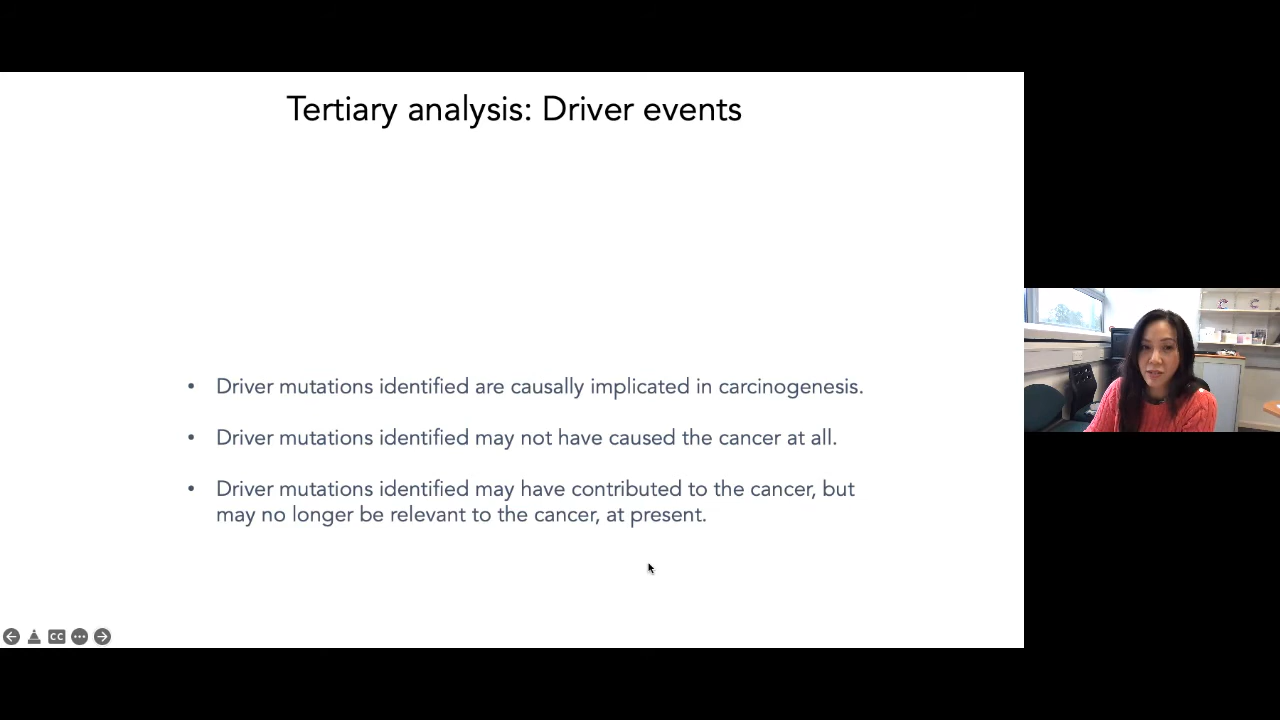 Tertiary analysis: Driver events
• Driver mutations identified are causally implicated in carcinogenesis.
• Driver mutations identified may not have caused the cancer at all.
• Driver mutations identified may have contributed to the cancer, but
may no longer be relevant to the cancer, at present.
CC